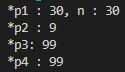 *p1 : 30, n : 30
*p2 : 9
*p3: 99
*p4 : 99